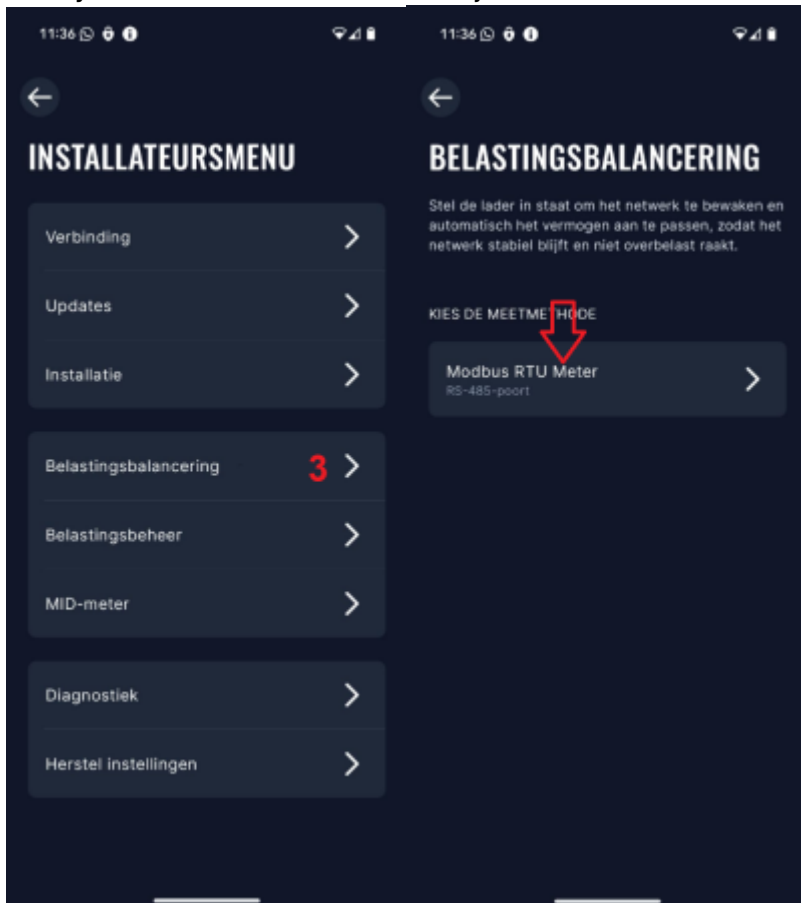 11:36
INSTALLATEURSMENU
Verbinding
Updates
Installatie
Belastingsbalancering 3
Belastingsbeheer
MID-meter
Diagnostiek
Herstel instellingen
11:36
BELASTINGSBALANCERING
Stel de lader in staat om het netwerk te bewaken en
automatisch het vermogen aan te passen, zodat het
netwerk stabiel blijft en niet overbelast raakt.
KIES DE MEETMETHODE
Modbus RTU Meter
RS-485-poort